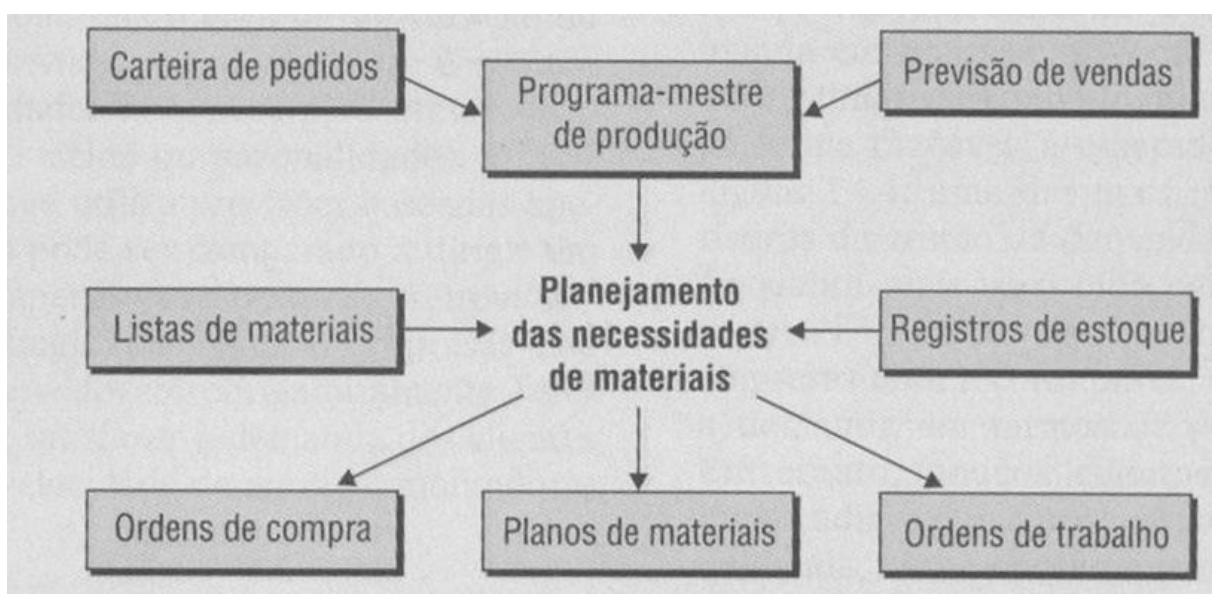 Carteira de pedidos
Programa-mestre
de produção
Previsão de vendas
Listas de materiais
Planejamento
das necessidades
de materiais
Registros de estoque
Ordens de compra
Planos de materiais
Ordens de trabalho